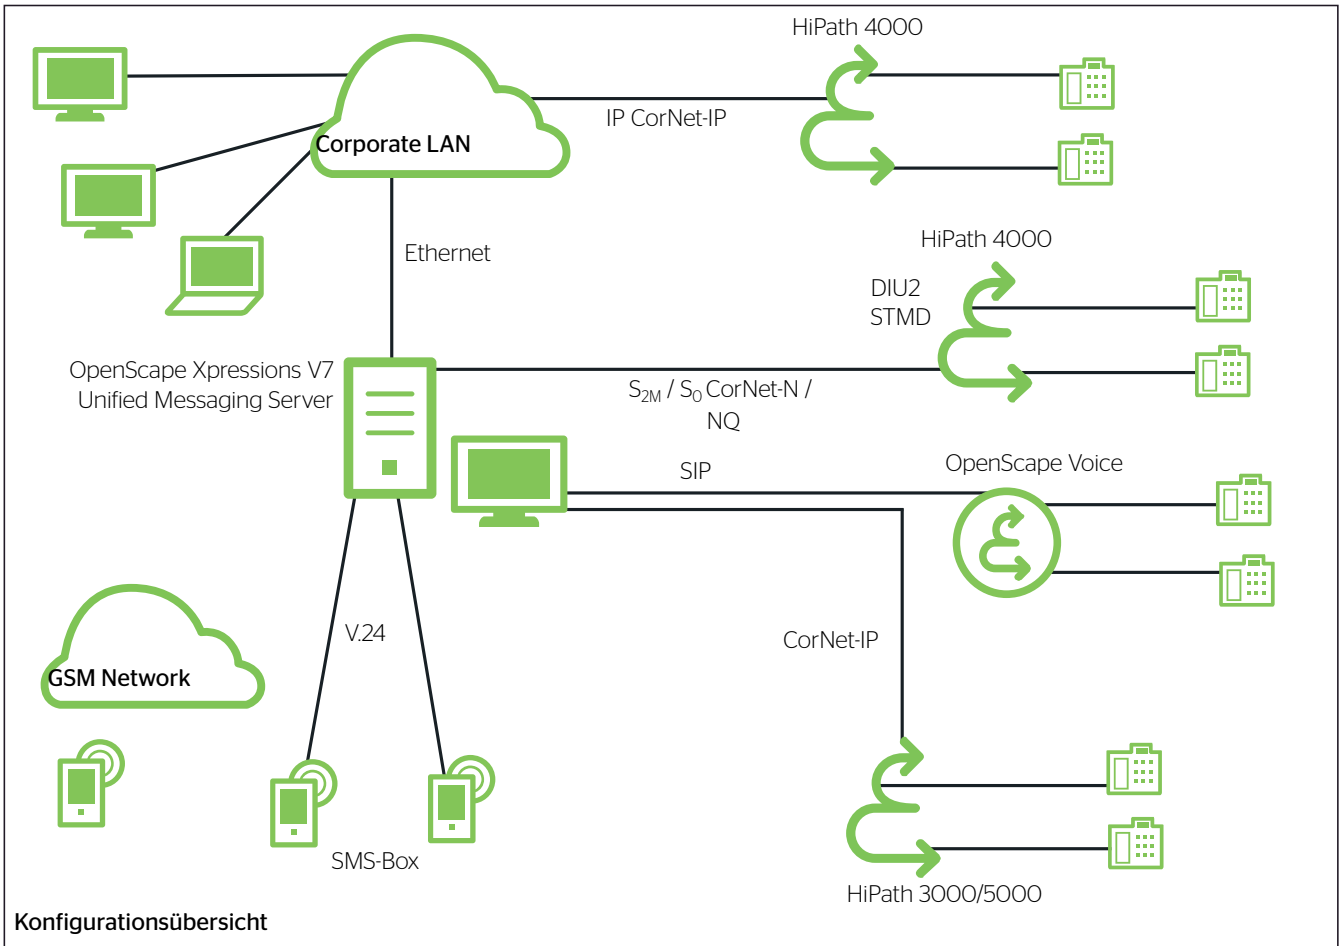 HiPath 4000
IP CorNet-IP
Corporate LAN
HiPath 4000
Ethernet
DIU2
STMD
OpenScape Xpressions V7
Unified Messaging Server
S2M / S0 CorNet-N /
NQ
SIP
OpenScape Voice
V.24
CorNet-IP
GSM Network
SMS-Box
HiPath 3000/5000
Konfigurationsübersicht